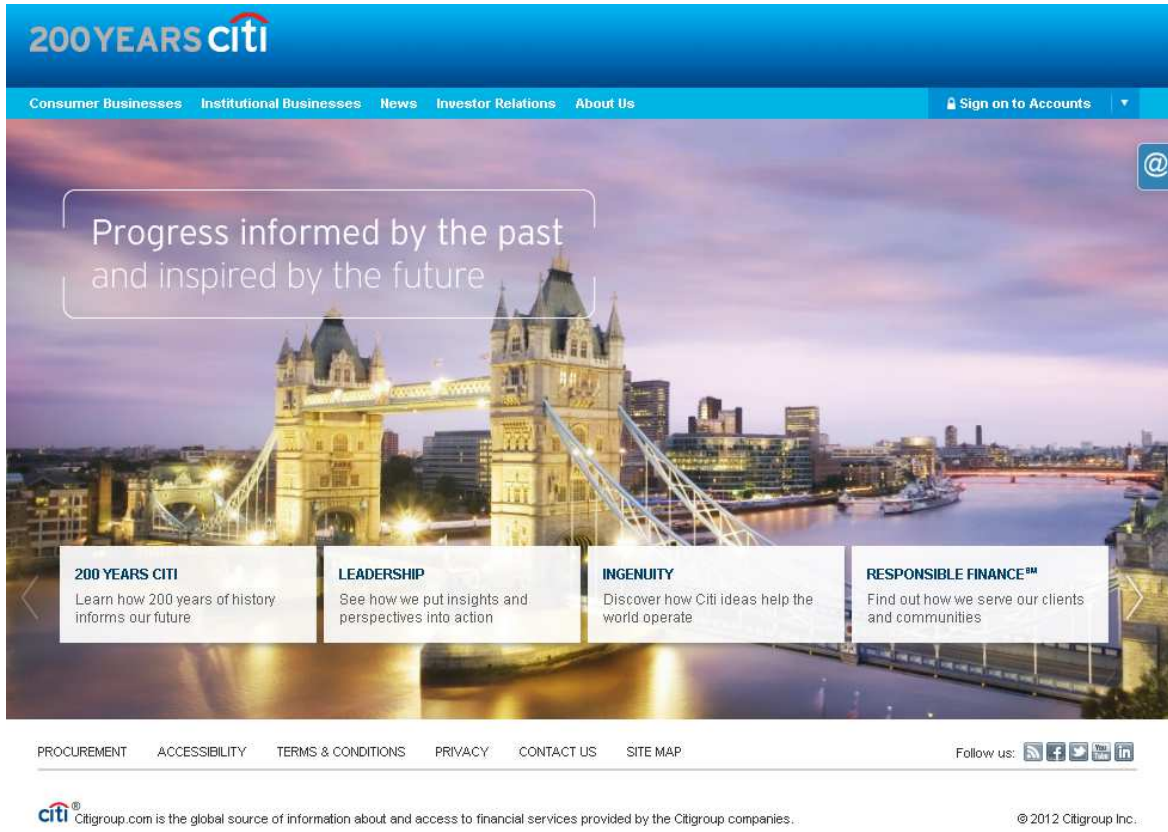 200 YEARS citi
Consumer Businesses Institutional Businesses News Investor Relations About Us Sign on to Accounts
@
Progress informed by the past
and inspired by the future
200 YEARS CITI
Learn how 200 years of history
informs our future
LEADERSHIP
See how we put insights and
perspectives into action
INGENUITY
Discover how Citi ideas help the
world operate
RESPONSIBLE FINANCE℠
Find out how we serve our clients
and communities
PROCUREMENT ACCESSIBILITY TERMS & CONDITIONS PRIVACY CONTACT US SITE MAP Follow us: f You Tube in
citi® Citigroup.com is the global source of information about and access to financial services provided by the Citigroup companies. © 2012 Citigroup Inc.